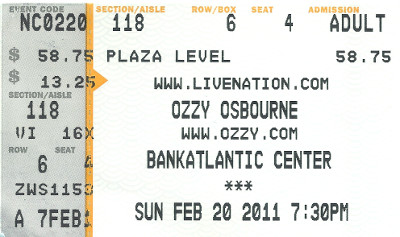 EVENT CODE SECTION/AISLE ROW/BOX SEAT ADMISSION
NC0220 118 6 4 ADULT
$ 58.75 PLAZA LEVEL 58.75
$ 13.25 WWW.LIVENATION.COM
SECTION/AISLE
118 OZZY OSBOURNE
VI 16X WWW.OZZY.COM
ROW SEAT
6 BANKATLANTIC CENTER
ZWS1153 ***
A 7FEB1 SUN FEB 20 2011 7:30PM